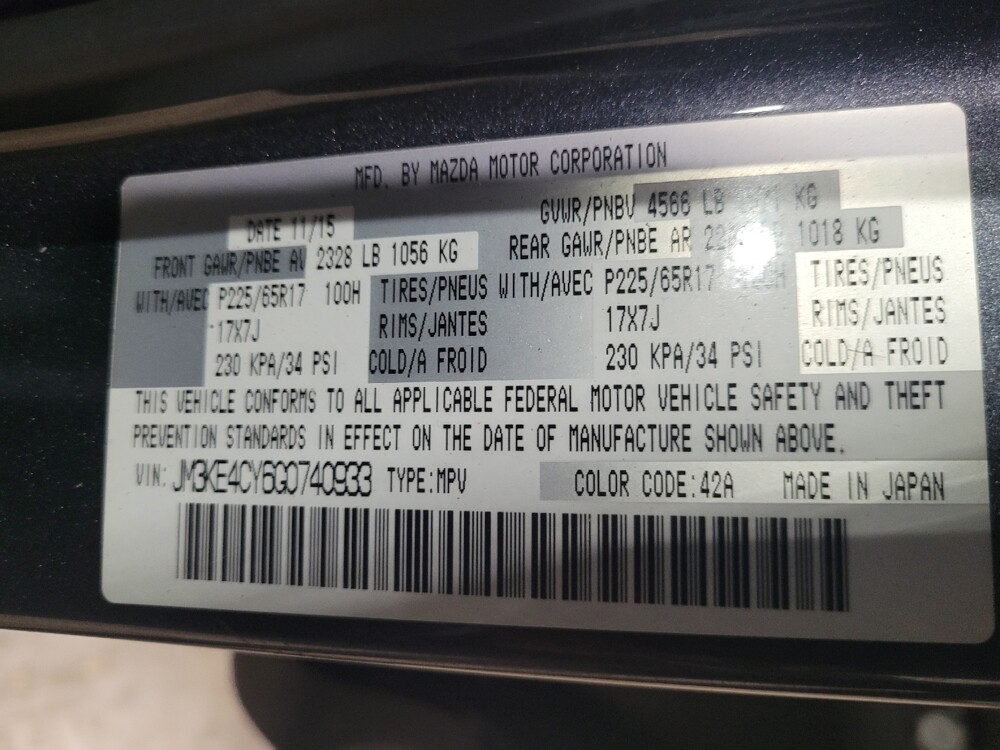 MFD. BY MAZDA MOTOR CORPORATION
DATE 11/15 GVWR/PNBV 4566 LB KG
FRONT GAWR/PNBE AV 2328 LB 1056 KG REAR GAWR/PNBE AR 1018 KG
WITH/AVEC P225/65R17 100H TIRES/PNEUS WITH/AVEC P225/65R17 TIRES/PNEUS
17X7J RIMS/JANTES 17X7J RIMS/JANTES
230 KPA/34 PSI COLD/A FROID 230 KPA/34 PSI COLD/A FROID
THIS VEHICLE CONFORMS TO ALL APPLICABLE FEDERAL MOTOR VEHICLE SAFETY AND THEFT
PREVENTION STANDARDS IN EFFECT ON THE DATE OF MANUFACTURE SHOWN ABOVE.
VIN: JM3KE4CY6G0740933 TYPE:MPV COLOR CODE:42A MADE IN JAPAN